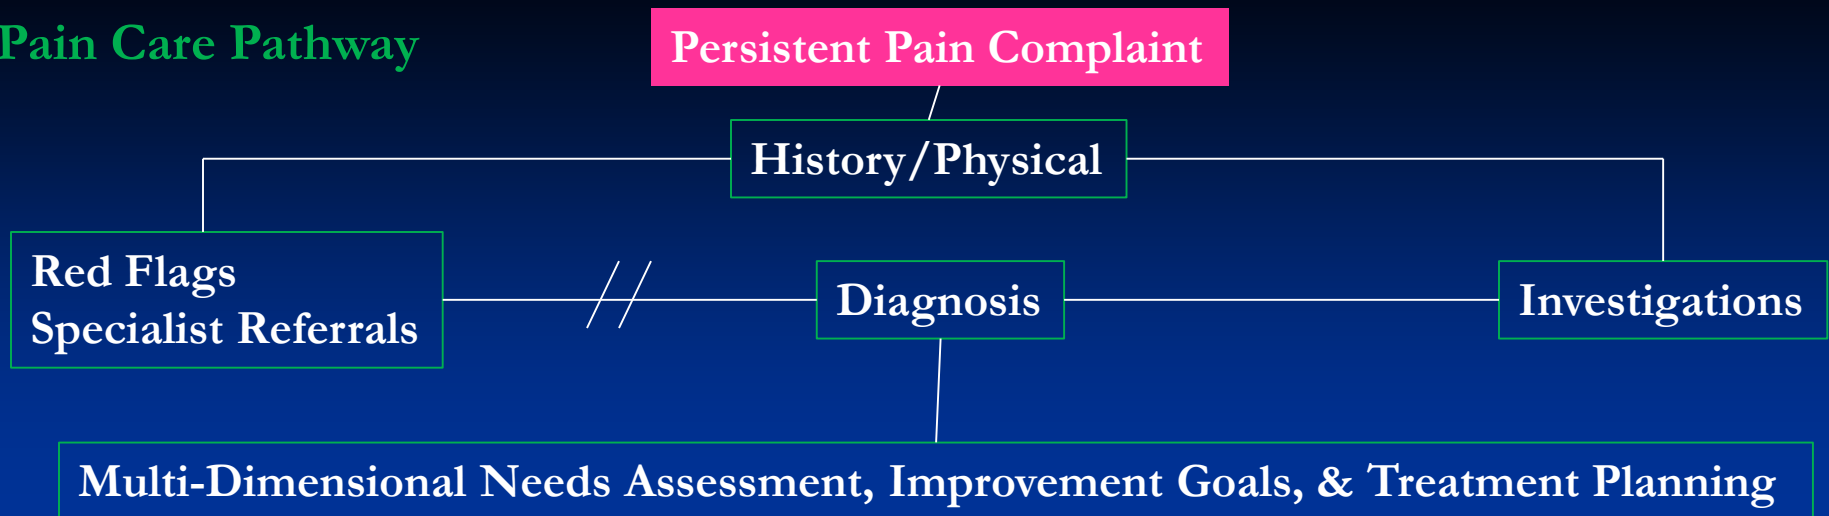 Pain Care Pathway
Persistent Pain Complaint
History/Physical
Red Flags
Specialist Referrals
Diagnosis
Investigations
Multi-Dimensional Needs Assessment, Improvement Goals, & Treatment Planning